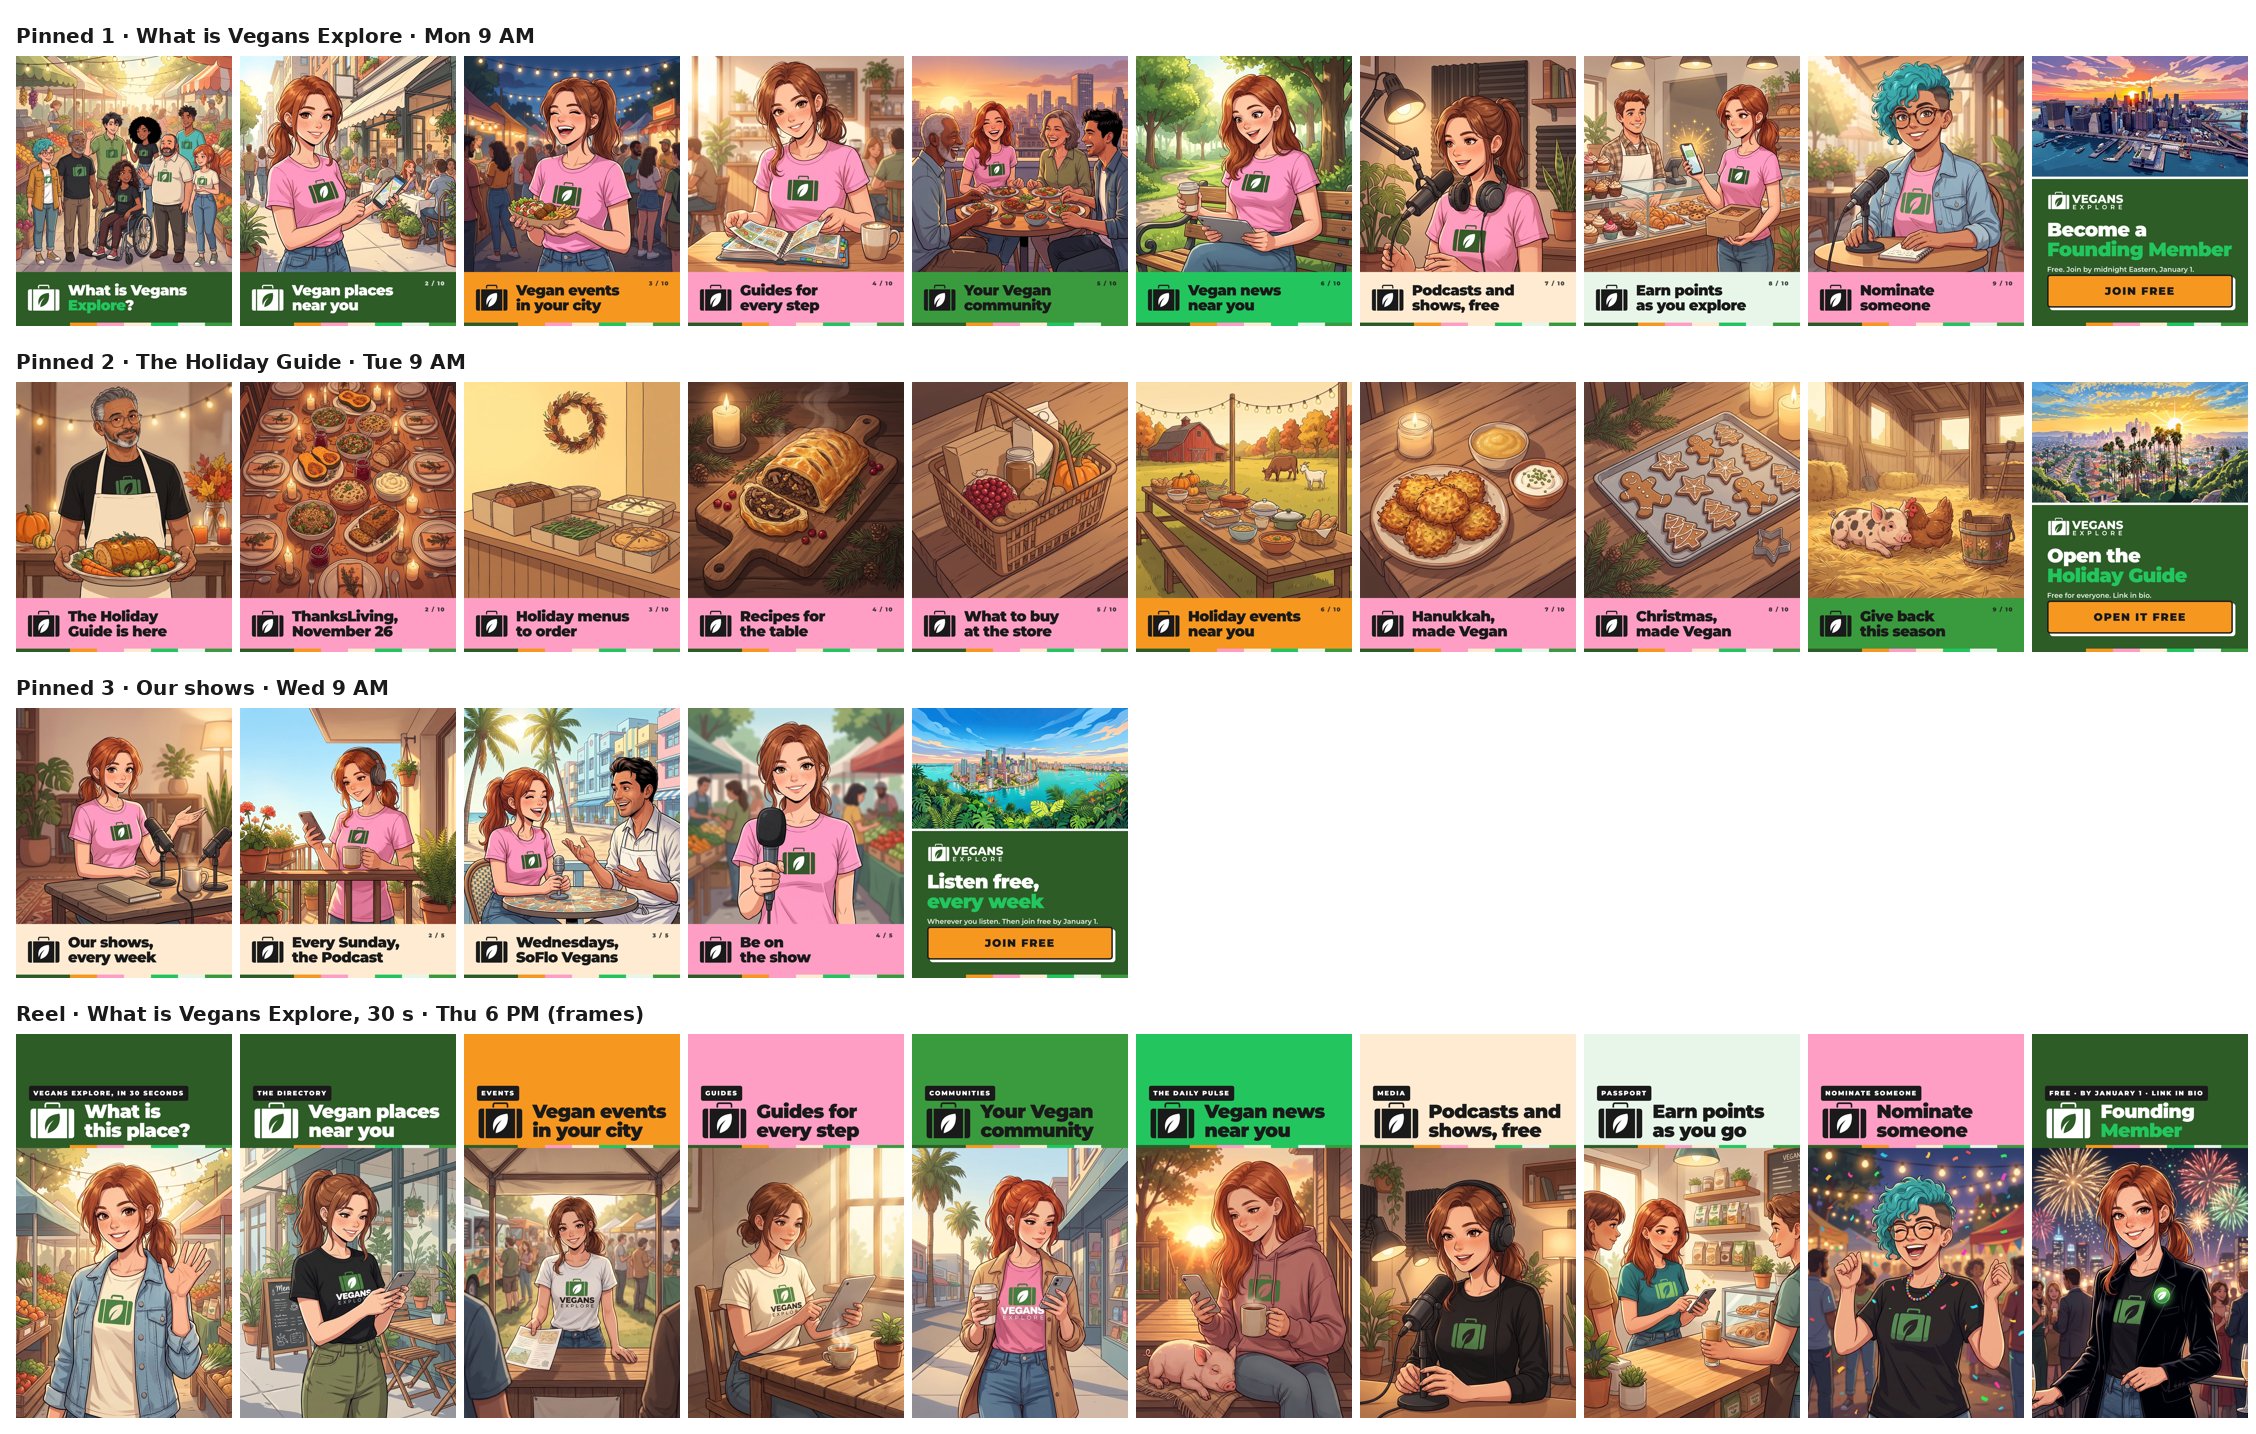 Pinned 1 · What is Vegans Explore · Mon 9 AM
What is Vegans
Explore?
2 / 10
Vegan places
near you
3 / 10
Vegan events
in your city
4 / 10
Guides for
every step
5 / 10
Your Vegan
community
6 / 10
Vegan news
near you
7 / 10
Podcasts and
shows, free
8 / 10
Earn points
as you explore
9 / 10
Nominate
someone
VEGANS
EXPLORE
Become a
Founding Member
Free. Join by midnight Eastern, January 1.
JOIN FREE
Pinned 2 · The Holiday Guide · Tue 9 AM
The Holiday
Guide is here
2 / 10
ThanksLiving,
November 26
3 / 10
Holiday menus
to order
4 / 10
Recipes for
the table
5 / 10
What to buy
at the store
6 / 10
Holiday events
near you
7 / 10
Hanukkah,
made Vegan
8 / 10
Christmas,
made Vegan
9 / 10
Give back
this season
VEGANS
EXPLORE
Open the
Holiday Guide
Free for everyone. Link in bio.
OPEN IT FREE
Pinned 3 · Our shows · Wed 9 AM
Our shows,
every week
2 / 5
Every Sunday,
the Podcast
3 / 5
Wednesdays,
SoFlo Vegans
4 / 5
Be on
the show
VEGANS
EXPLORE
Listen free,
every week
Wherever you listen. Then join free by January 1.
JOIN FREE
Reel · What is Vegans Explore, 30 s · Thu 6 PM (frames)
VEGANS EXPLORE, IN 30 SECONDS
What is
this place?
THE DIRECTORY
Vegan places
near you
Menu
VEGANS
EXPLORE
EVENTS
Vegan events
in your city
VEGANS
EXPLORE
GUIDES
Guides for
every step
VEGANS
EXPLORE
COMMUNITIES
Your Vegan
community
VEGANS
EXPLORE
THE DAILY PULSE
Vegan news
near you
MEDIA
Podcasts and
shows, free
PASSPORT
Earn points
as you go
VEGAN
NOMINATE SOMEONE
Nominate
someone
FREE · BY JANUARY 1 · LINK IN BIO
Founding
Member